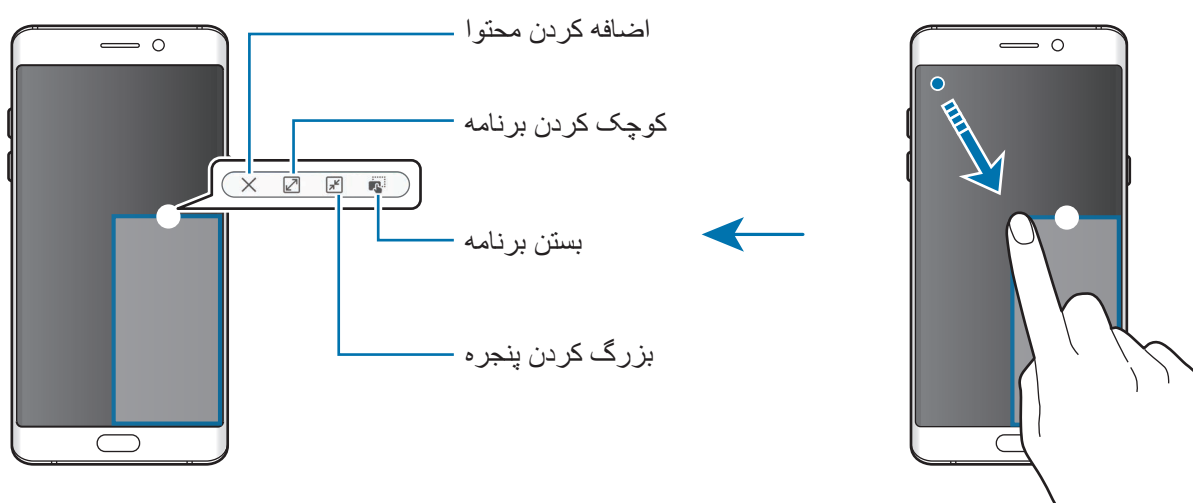 اضافه کردن محتوا
کوچک کردن برنامه
بستن برنامه
بزرگ کردن پنجره